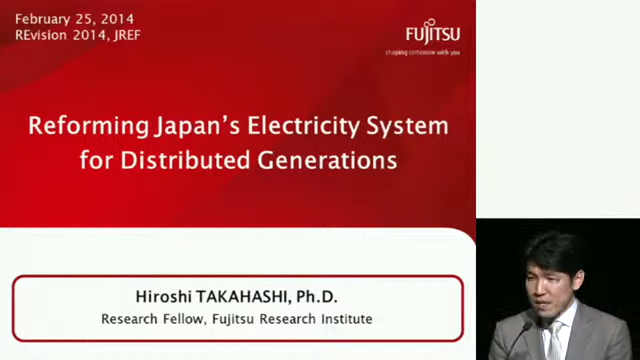 February 25, 2014
REvision 2014, JREF
FUJITSU
shaping tomorrow with you
Reforming Japan's Electricity System
for Distributed Generations
Hiroshi TAKAHASHI, Ph.D.
Research Fellow, Fujitsu Research Institute